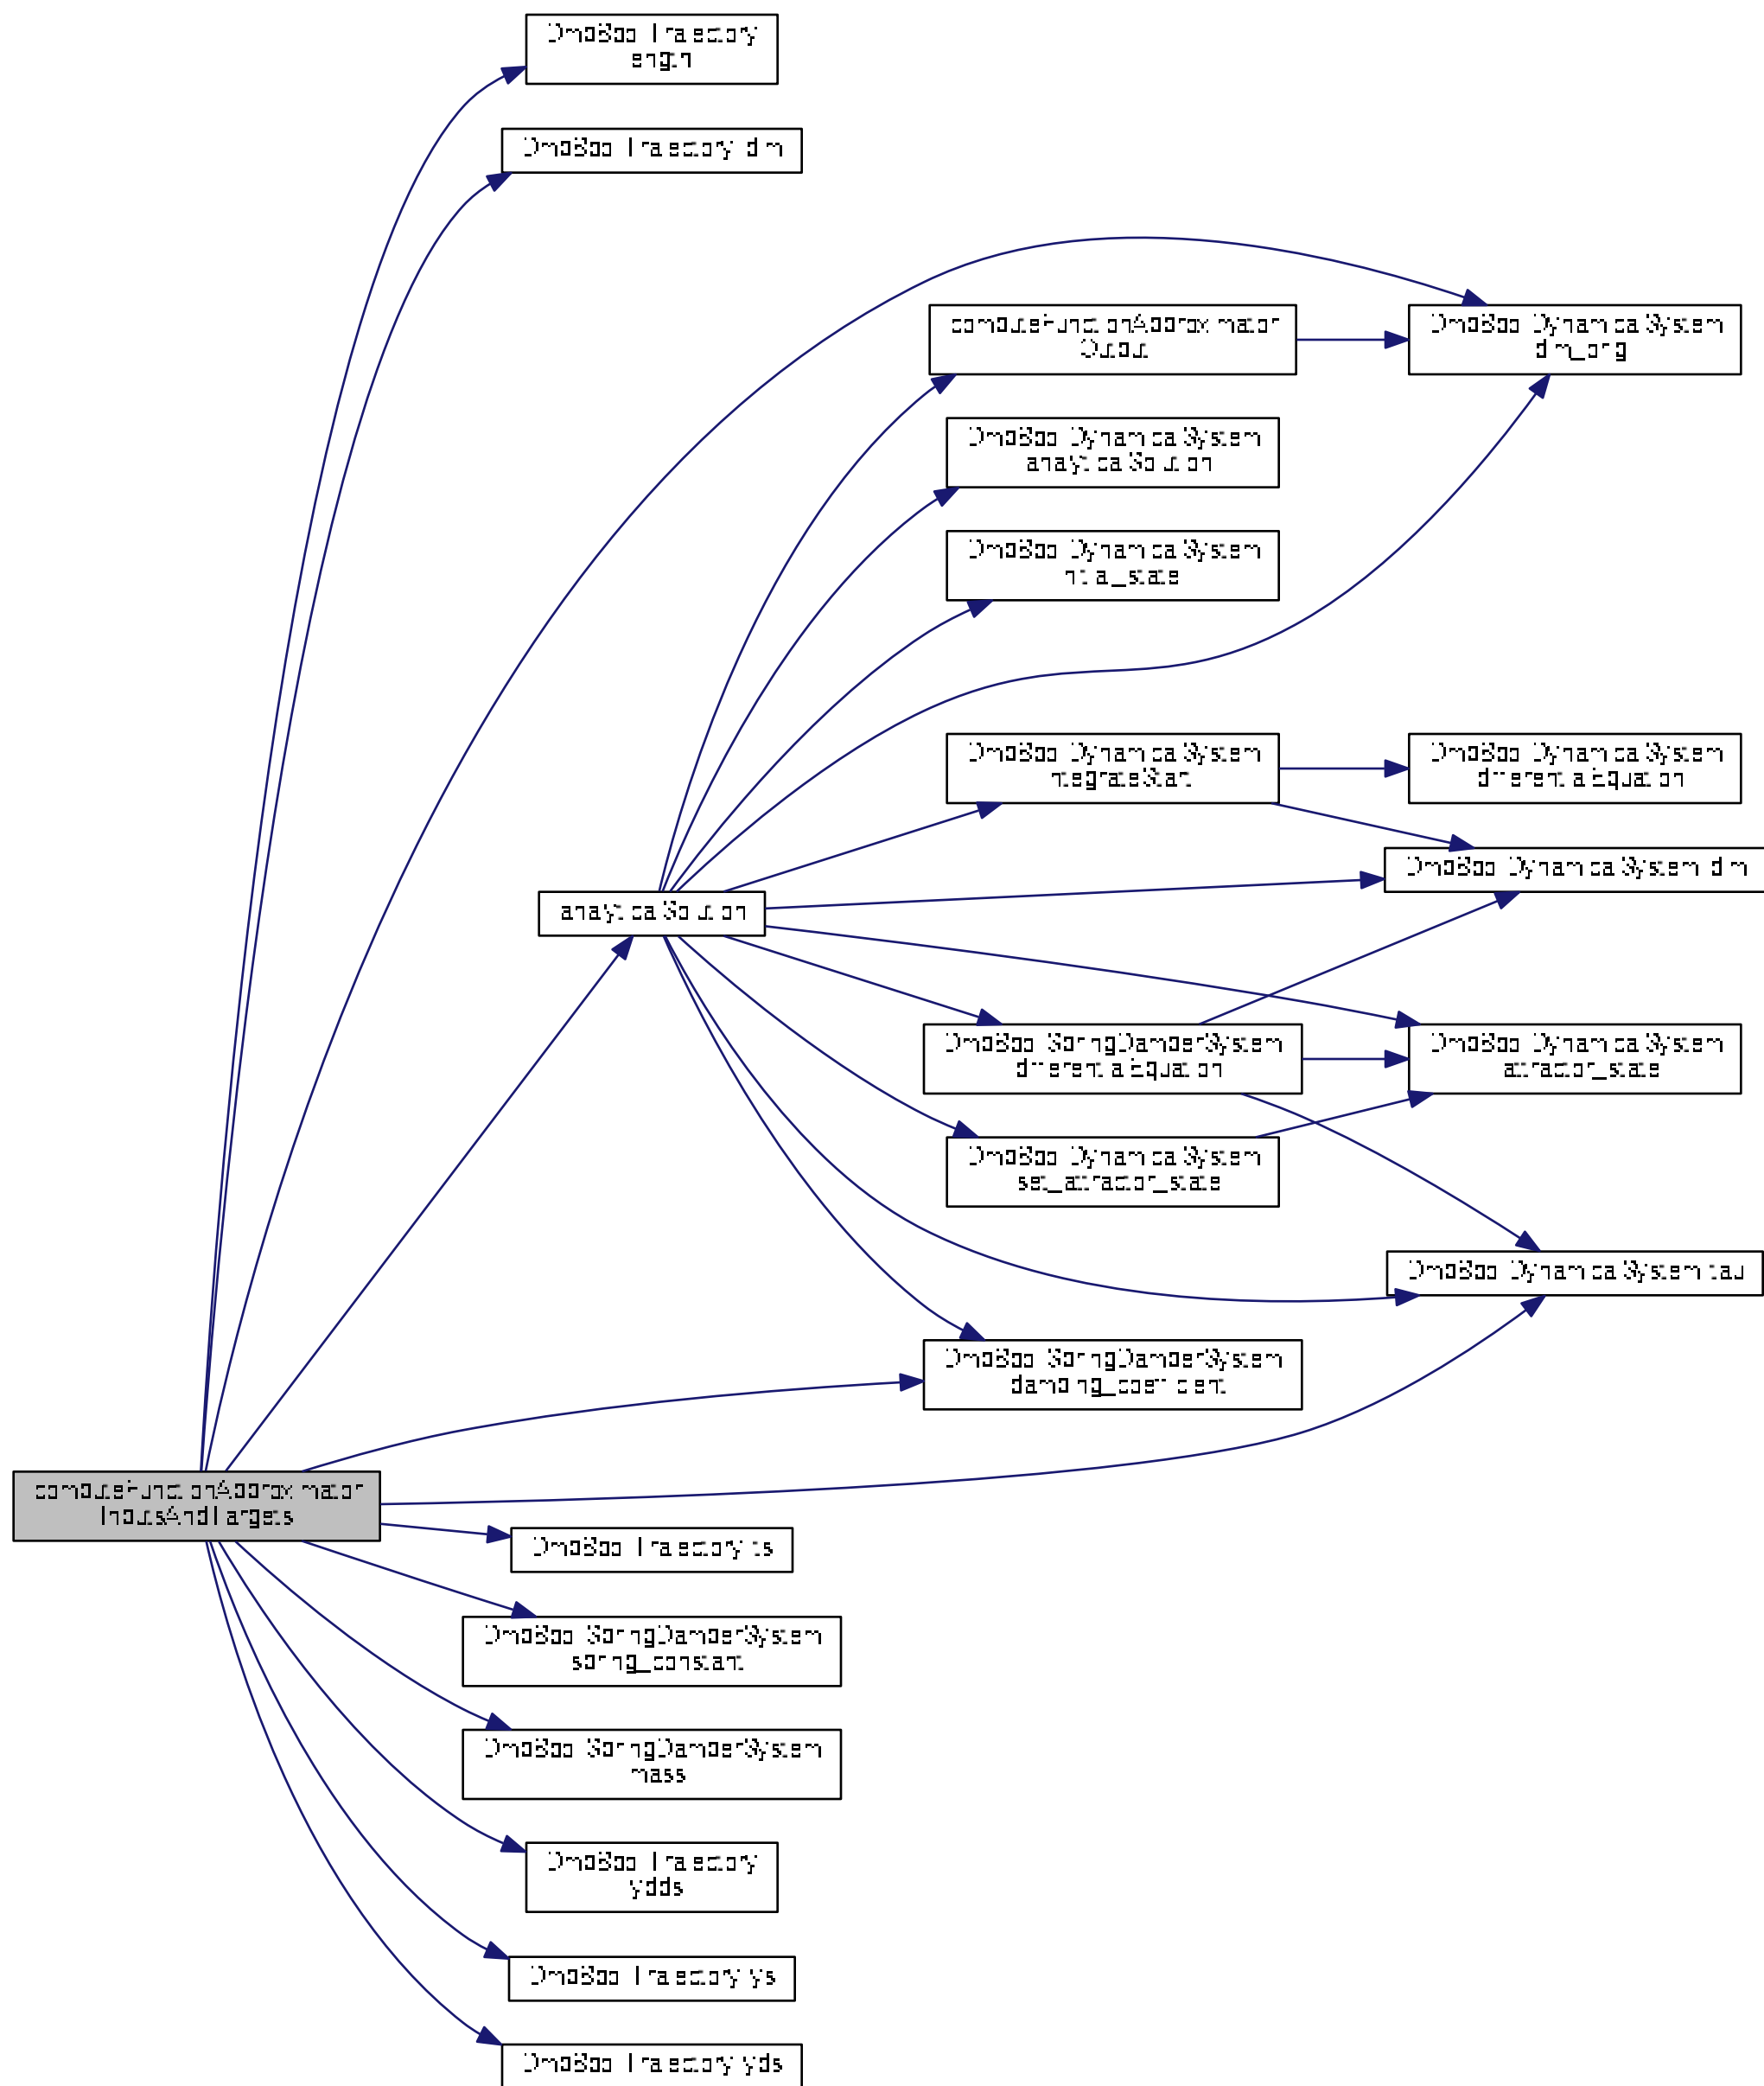 DmpBbo::Trajectory::
length
DmpBbo::Trajectory::dim
computeFunctionApproximator
Output
DmpBbo::DynamicalSystem
::dim_orig
DmpBbo::DynamicalSystem
::analyticalSolution
DmpBbo::DynamicalSystem
::initial_state
DmpBbo::DynamicalSystem
::integrateStart
DmpBbo::DynamicalSystem
::differentialEquation
DmpBbo::DynamicalSystem::dim
analyticalSolution
DmpBbo::SpringDamperSystem
::differentialEquation
DmpBbo::DynamicalSystem
::attractor_state
DmpBbo::DynamicalSystem
::set_attractor_state
DmpBbo::DynamicalSystem::tau
DmpBbo::SpringDamperSystem
::damping_coefficient
computeFunctionApproximator
InputsAndTargets
DmpBbo::Trajectory::ts
DmpBbo::SpringDamperSystem
::spring_constant
DmpBbo::SpringDamperSystem
::mass
DmpBbo::Trajectory::
ydds
DmpBbo::Trajectory::ys
DmpBbo::Trajectory::yds